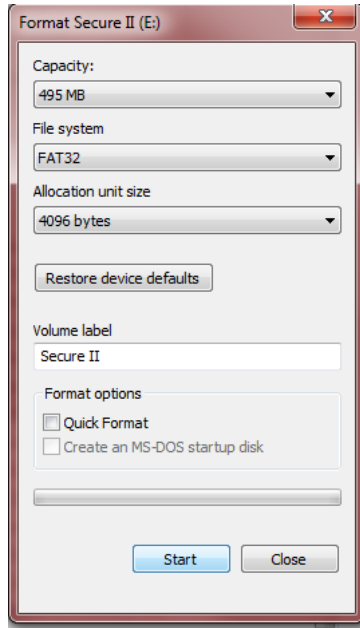 Format Secure II (E:)
Capacity:
495 MB
File system
FAT32
Allocation unit size
4096 bytes
Restore device defaults
Volume label
Secure II
Format options
Quick Format
Create an MS-DOS startup disk
Start Close